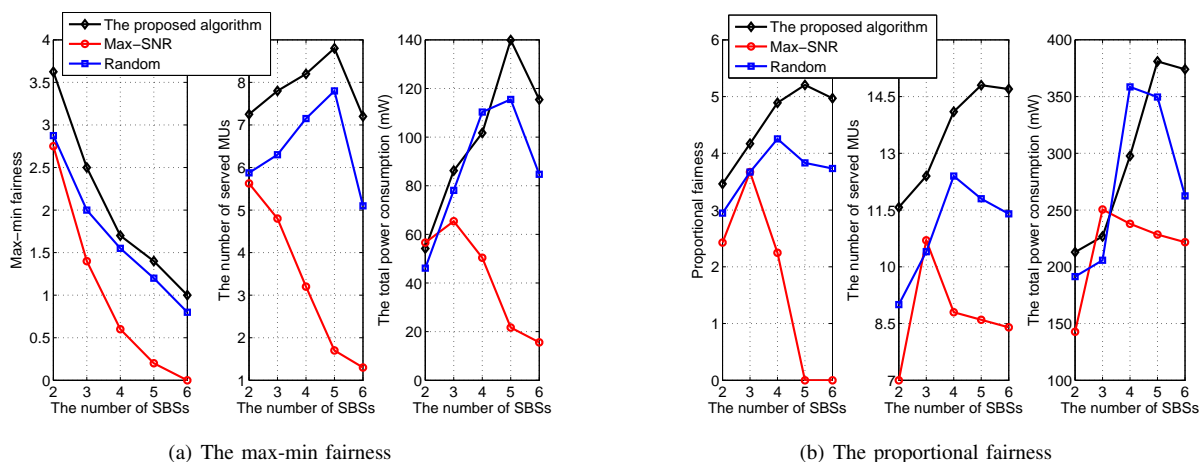 The proposed algorithm
Max−SNR
Random
4
3.5
3
2.5
2
1.5
1
0.5
0
Max−min fairness
2 3 4 5 6
The number of SBSs
8
7
6
5
4
3
2
1
The number of served MUs
2 3 4 5 6
The number of SBSs
140
120
100
80
60
40
20
0
The total power consumption (mW)
2 3 4 5 6
The number of SBSs
(a) The max-min fairness
The proposed algorithm
Max−SNR
Random
6
5
4
3
2
1
0
Proportional fairness
2 3 4 5 6
The number of SBSs
14.5
13
11.5
10
8.5
7
The number of served MUs
2 3 4 5 6
The number of SBSs
400
350
300
250
200
150
100
The total power consumption (mW)
2 3 4 5 6
The number of SBSs
(b) The proportional fairness